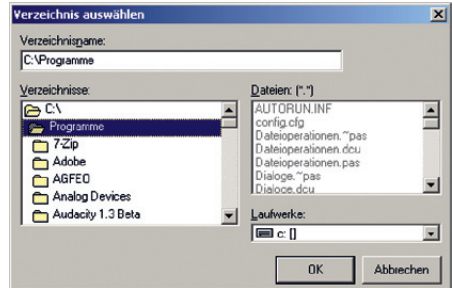 Verzeichnis auswählen
Verzeichnisname:
C:\Programme
Verzeichnisse:
C:\
Programme
7-Zip
Adobe
AGFEO
Analog Devices
Audacity 1.3 Beta
Dateien: (*.*)
AUTORUN.INF
config.cfg
Dateioperationen.~pas
Dateioperationen.dcu
Dateioperationen.pas
Dialoge.~pas
Dialoge.dcu
Laufwerke:
c: []
OK
Abbrechen